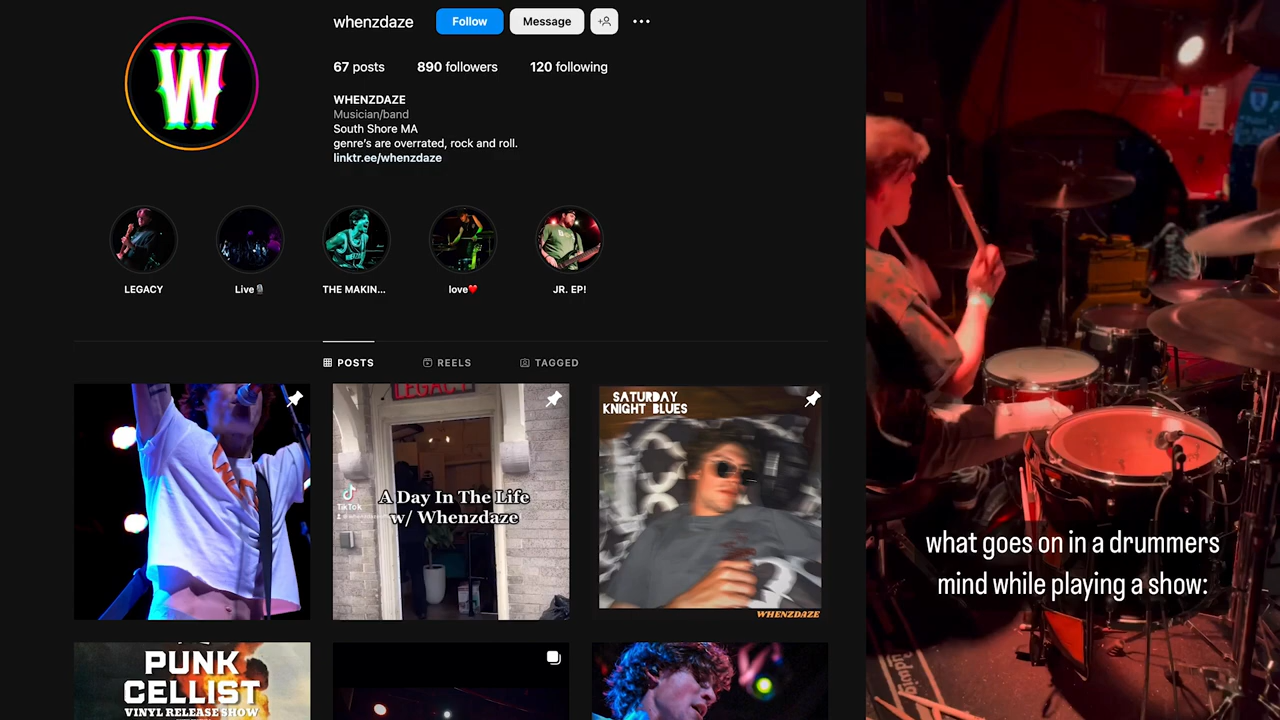 W
whenzdaze
Follow
Message
67 posts
890 followers
120 following
WHENZDAZE
Musician/band
South Shore MA
genre's are overrated, rock and roll.
linktr.ee/whenzdaze
LEGACY
Live🎙
THE MAKIN...
love❤️
JR. EP!
POSTS
REELS
TAGGED
LEGACY
TikTok
A Day In The Life
w/ Whenzdaze
SATURDAY
KNIGHT BLUES
WHENZDAZE
PUNK
CELLIST
VINYL RELEASE SHOW
what goes on in a drummers
mind while playing a show:
Ludwig